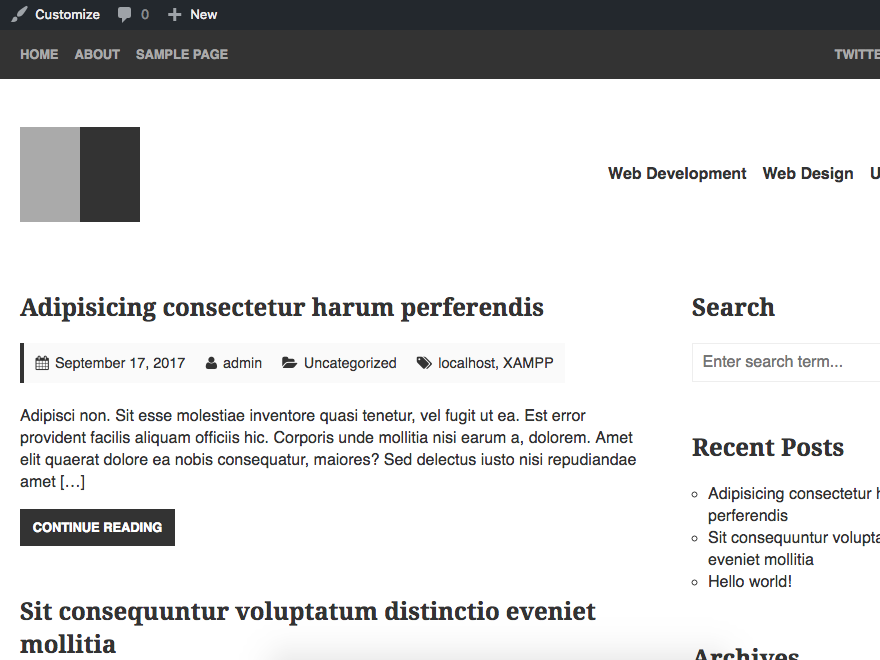 Customize 0 New
HOME ABOUT SAMPLE PAGE
Web Development Web Design
Adipisicing consectetur harum perferendis
September 17, 2017 admin Uncategorized localhost, XAMPP
Adipisci non. Sit esse molestiae inventore quasi tenetur, vel fugit ut ea. Est error
provident facilis aliquam officiis hic. Corporis unde mollitia nisi earum a, dolorem. Amet
elit quaerat dolore ea nobis consequatur, maiores? Sed delectus iusto nisi repudiandae
amet […]
CONTINUE READING
Sit consequuntur voluptatum distinctio eveniet
mollitia
Search
Enter search term...
Recent Posts
Adipisicing consectetur
perferendis
Sit consequuntur
eveniet mollitia
Hello world!
Archives